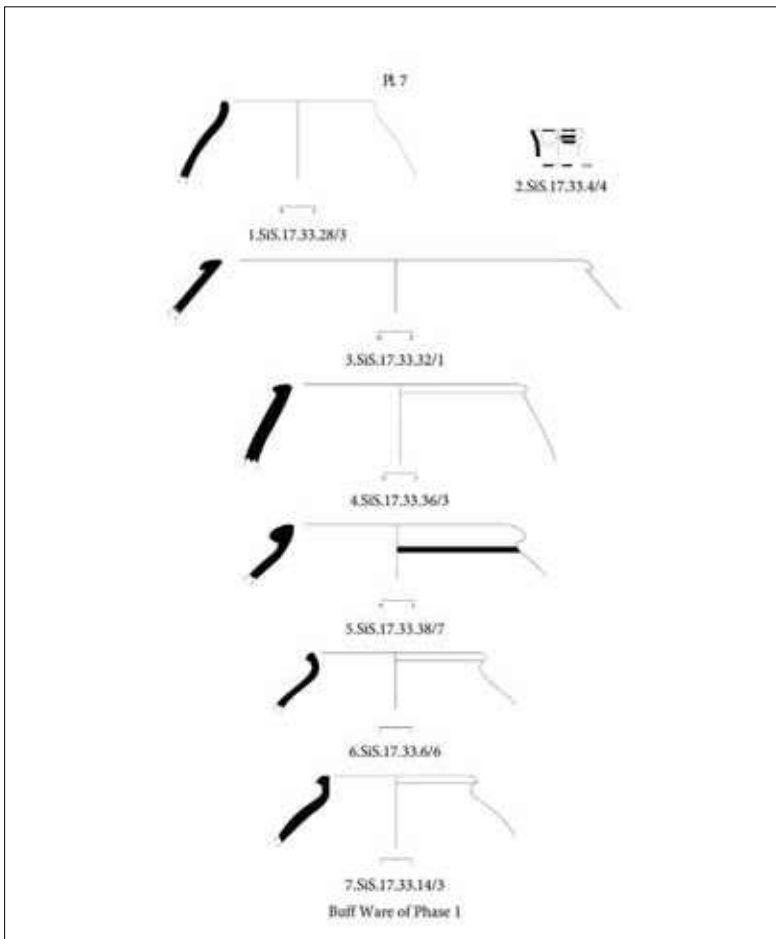 Pl. 7
1.SiS.17.33.28/3
2.SiS.17.33.4/4
3.SiS.17.33.32/1
4.SiS.17.33.36/3
5.SiS.17.33.38/7
6.SiS.17.33.6/6
7.SiS.17.33.14/3
Buff Ware of Phase 1